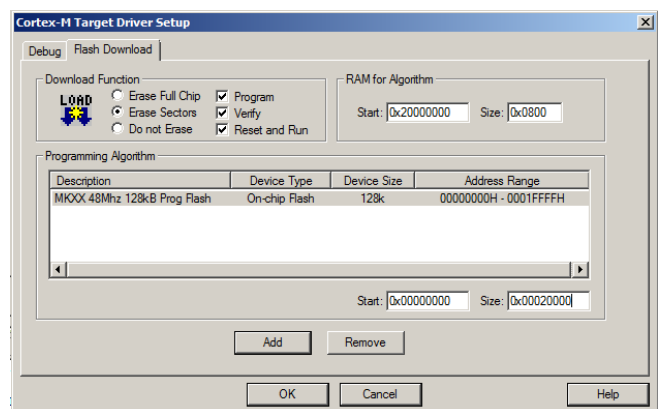 Cortex-M Target Driver Setup
Debug Flash Download
Download Function
LOAD
Erase Full Chip
Erase Sectors
Do not Erase
Program
Verify
Reset and Run
RAM for Algorithm
Start: 0x20000000 Size: 0x0800
Programming Algorithm
Description Device Type Device Size Address Range
MKXX 48Mhz 128kB Prog Flash On-chip Flash 128k 00000000H - 0001FFFFH
Start: 0x00000000 Size: 0x00020000
Add Remove
OK Cancel Help